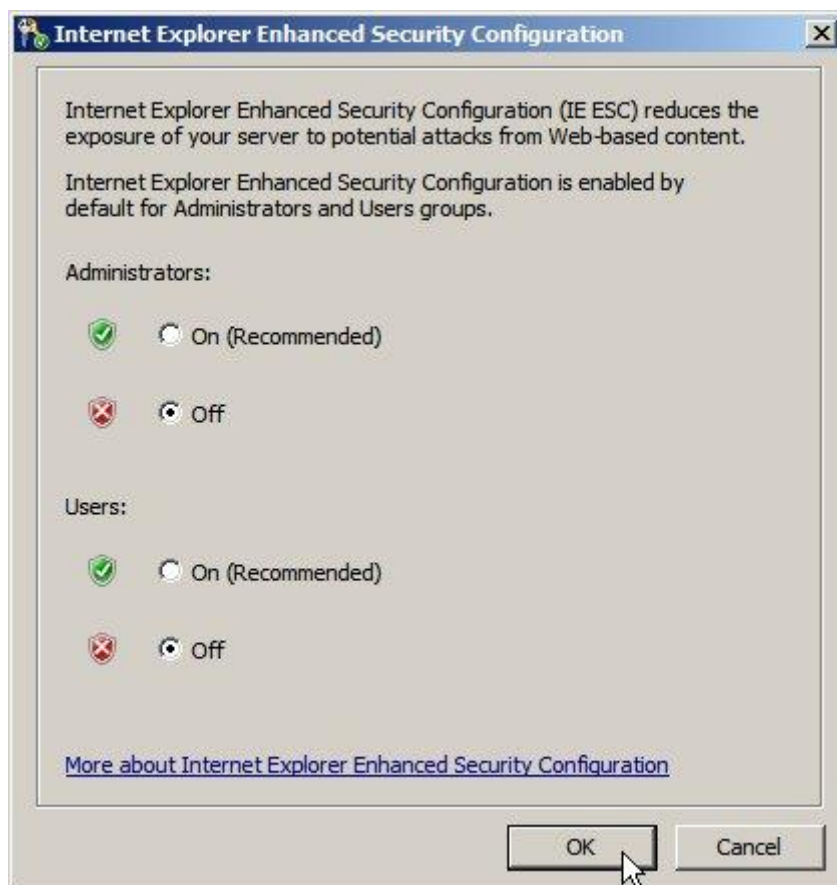 Internet Explorer Enhanced Security Configuration
Internet Explorer Enhanced Security Configuration (IE ESC) reduces the
exposure of your server to potential attacks from Web-based content.
Internet Explorer Enhanced Security Configuration is enabled by
default for Administrators and Users groups.
Administrators:
On (Recommended)
Off
Users:
On (Recommended)
Off
More about Internet Explorer Enhanced Security Configuration
OK Cancel